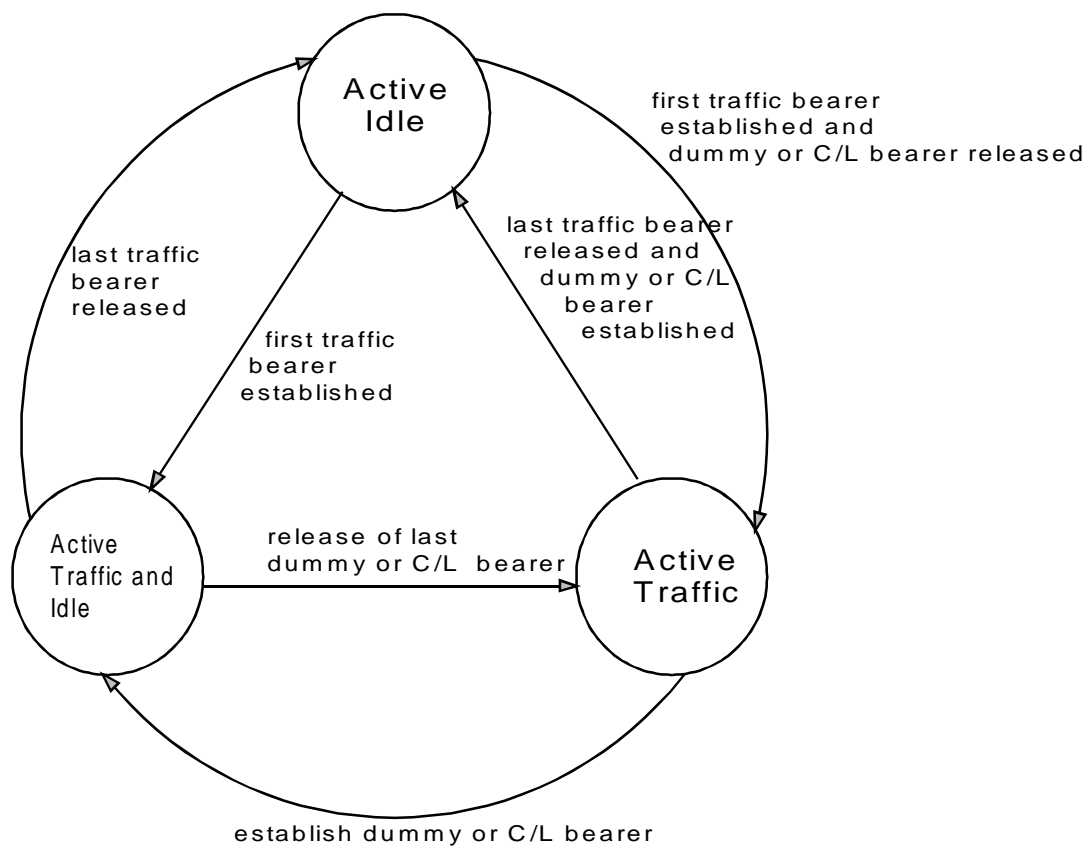 Active
Idle
first traffic bearer
established and
dummy or C/L bearer released
last traffic bearer
released and
dummy or C/L
bearer
established
last traffic
bearer
released
first traffic
bearer
established
Active
Traffic and
Idle
release of last
dummy or C/L bearer
Active
Traffic
establish dummy or C/L bearer